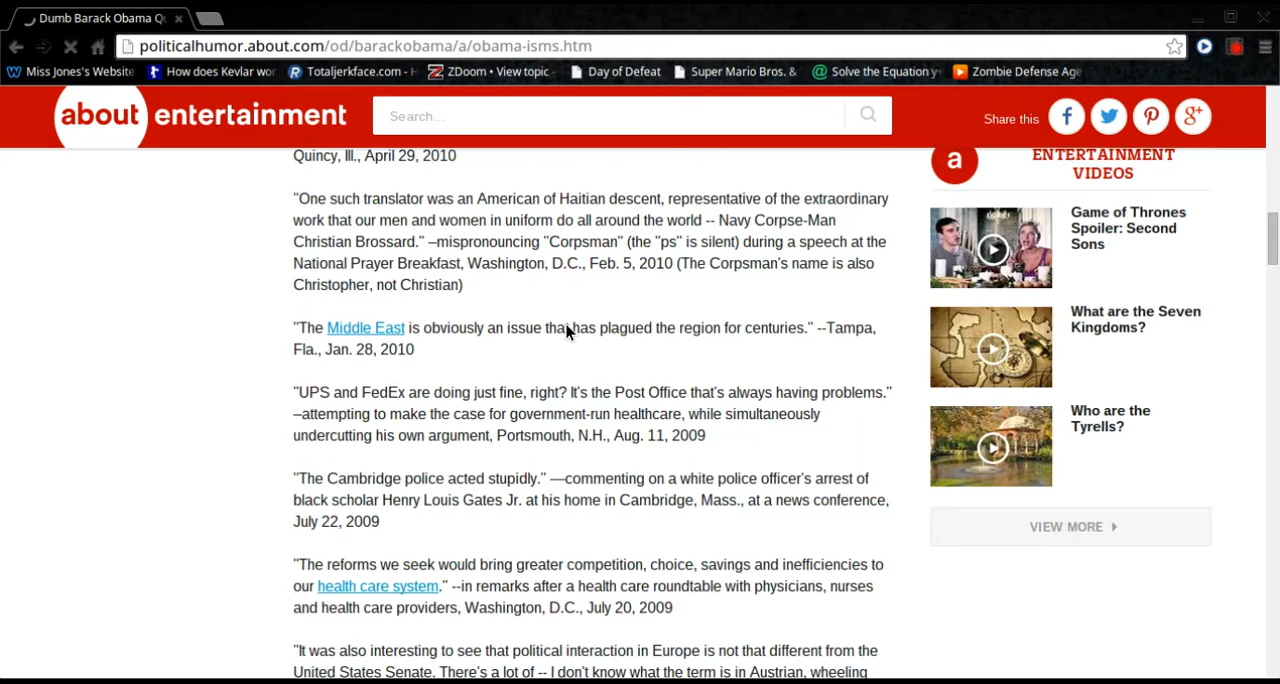 Dumb Barack Obama Qu
politicalhumor.about.com/od/barackobama/a/obama-isms.htm
Miss Jones's Website
How does Kevlar wor
Totaljerkface.com - H
ZDoom • View topic -
Day of Defeat
Super Mario Bros. &
Solve the Equation y
Zombie Defense Age
about entertainment
Search...
Share this
Quincy, Ill., April 29, 2010
"One such translator was an American of Haitian descent, representative of the extraordinary
work that our men and women in uniform do all around the world -- Navy Corpse-Man
Christian Brossard." –mispronouncing "Corpsman" (the "ps" is silent) during a speech at the
National Prayer Breakfast, Washington, D.C., Feb. 5, 2010 (The Corpsman's name is also
Christopher, not Christian)
"The Middle East is obviously an issue that has plagued the region for centuries." --Tampa,
Fla., Jan. 28, 2010
"UPS and FedEx are doing just fine, right? It's the Post Office that's always having problems."
–attempting to make the case for government-run healthcare, while simultaneously
undercutting his own argument, Portsmouth, N.H., Aug. 11, 2009
"The Cambridge police acted stupidly." —commenting on a white police officer's arrest of
black scholar Henry Louis Gates Jr. at his home in Cambridge, Mass., at a news conference,
July 22, 2009
"The reforms we seek would bring greater competition, choice, savings and inefficiencies to
our health care system." --in remarks after a health care roundtable with physicians, nurses
and health care providers, Washington, D.C., July 20, 2009
"It was also interesting to see that political interaction in Europe is not that different from the
United States Senate. There's a lot of -- I don't know what the term is in Austrian, wheeling
a
ENTERTAINMENT
VIDEOS
Game of Thrones
Spoiler: Second
Sons
What are the Seven
Kingdoms?
Who are the
Tyrells?
VIEW MORE